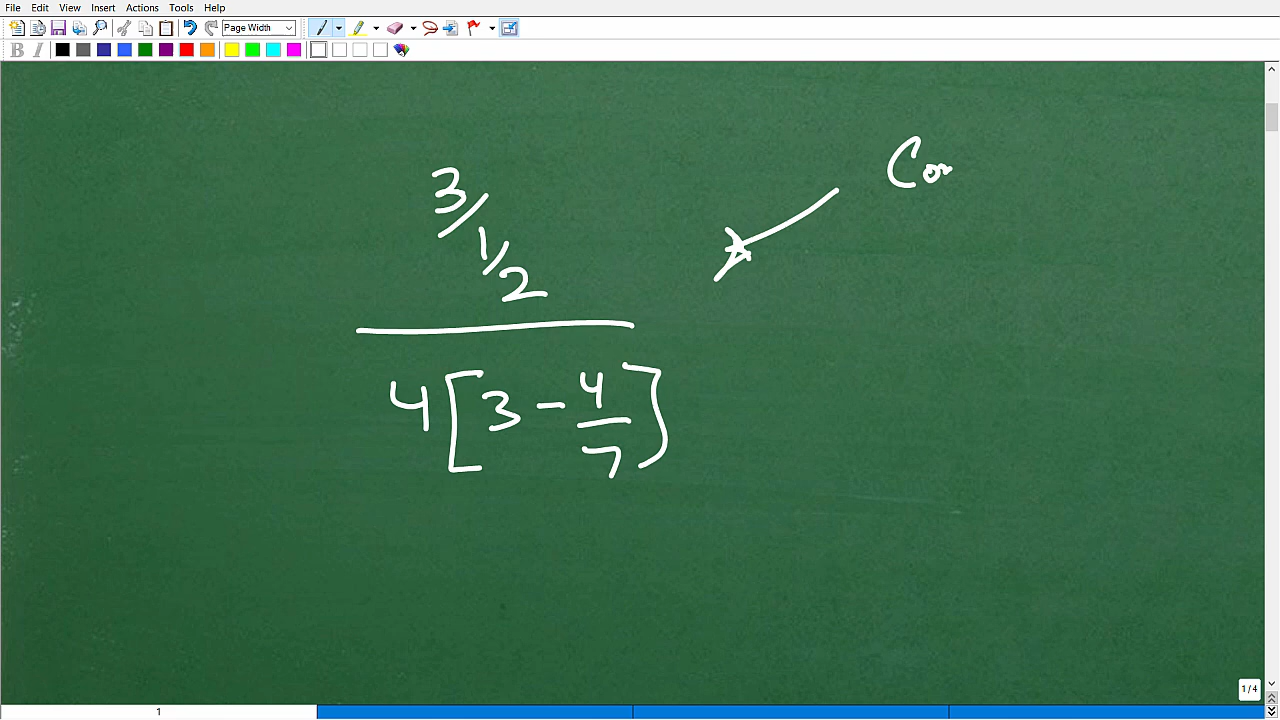 File Edit View Insert Actions Tools Help
Page Width
B I
3/1/2
4[3-4/7]
Co
1/4
1